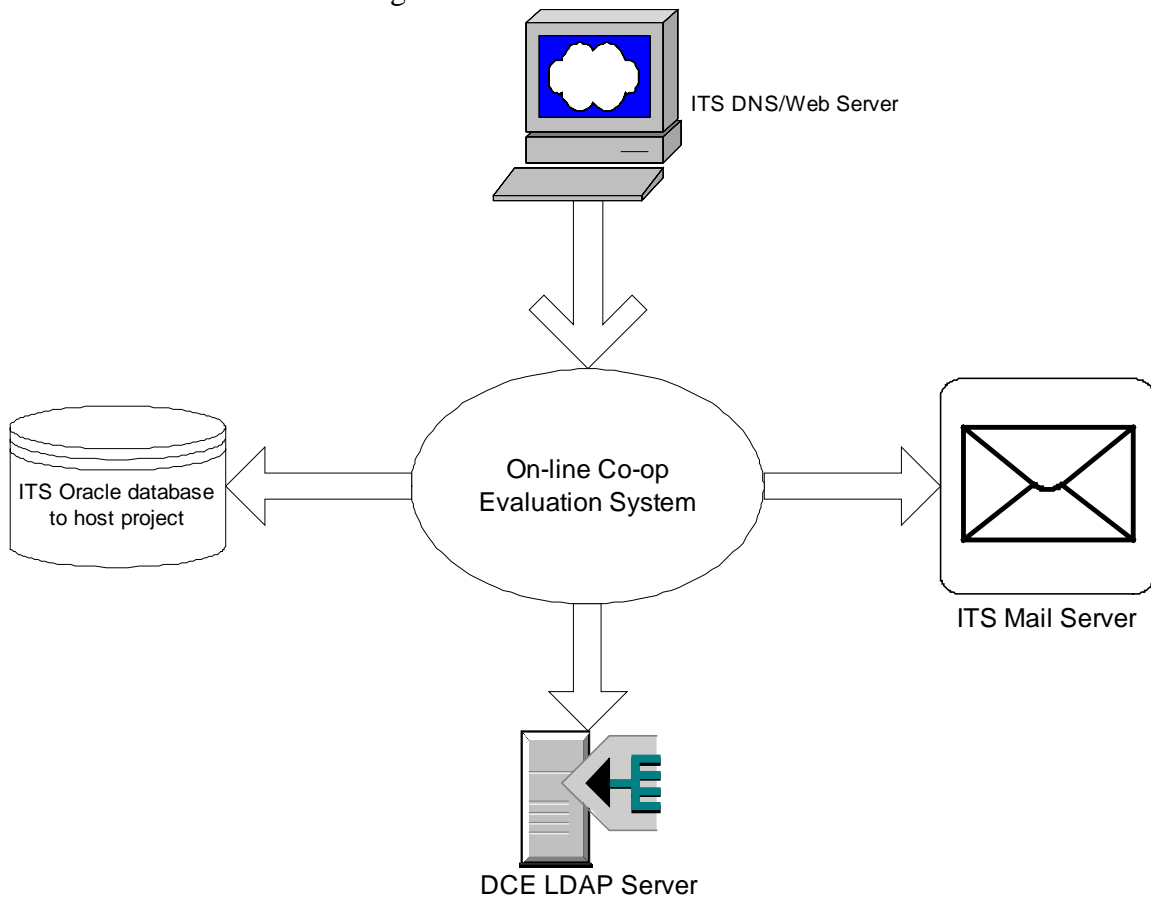 ITS DNS/Web Server
On-line Co-op
Evaluation System
ITS Oracle database
to host project
ITS Mail Server
DCE LDAP Server